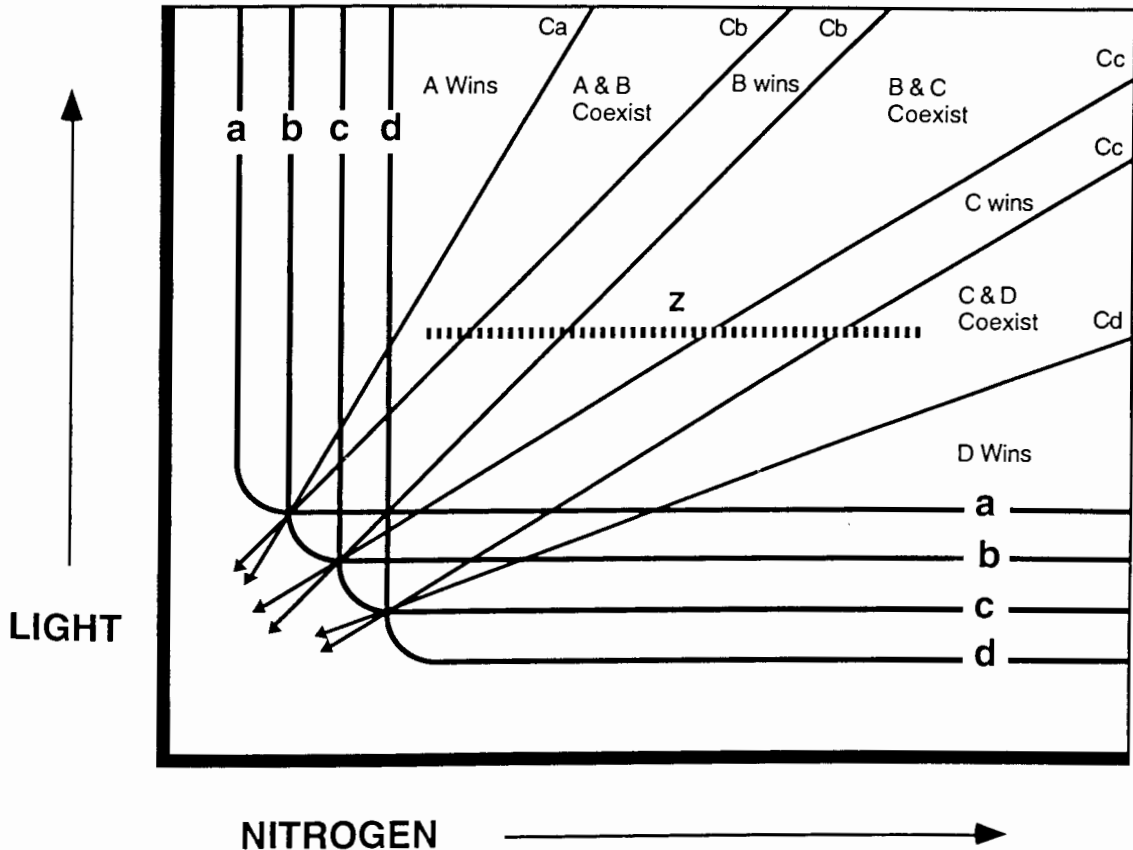 Ca
Cb
Cb
Cc
A Wins
A & B
Coexist
B wins
B & C
Coexist
a b c d
Cc
C wins
Z
C & D
Coexist
Cd
D Wins
a
b
c
d
LIGHT
NITROGEN